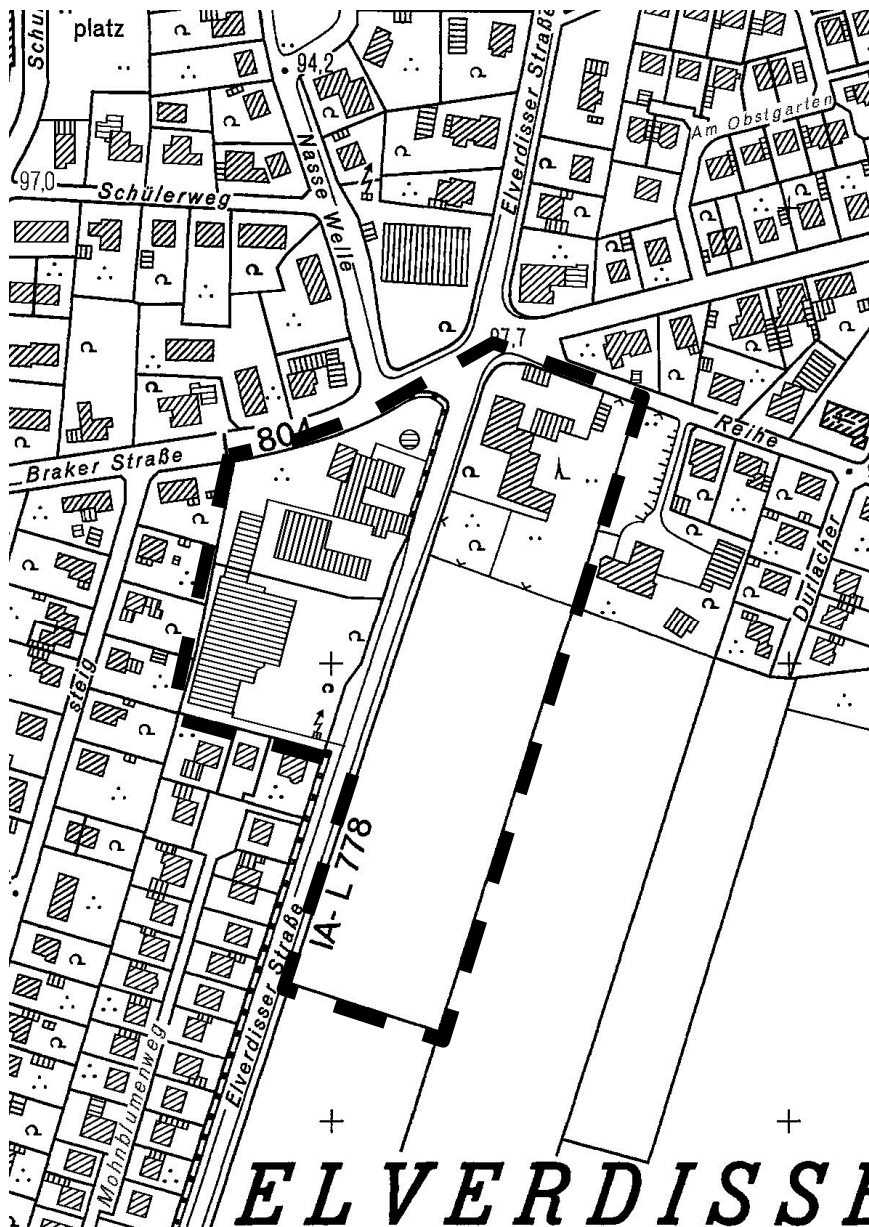 platz
94,2
Elverdisser Straße
Am Obstgarten
97,0
Schülerweg
Nasse Welle
97,7
Reihe
804
Braker Straße
Durlacher
steig
IA- L 778
Elverdisser Straße
Mohnblumenweg
ELVERDISSE